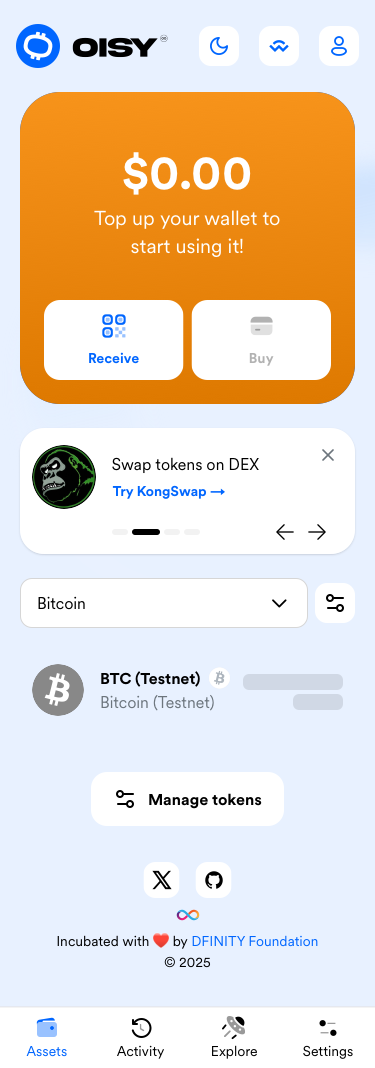 OISY
$0.00
Top up your wallet to
start using it!
Receive
Buy
Swap tokens on DEX
Try KongSwap →
Bitcoin
BTC (Testnet)
Bitcoin (Testnet)
Manage tokens
Incubated with ❤️ by DFINITY Foundation
© 2025
Assets
Activity
Explore
Settings